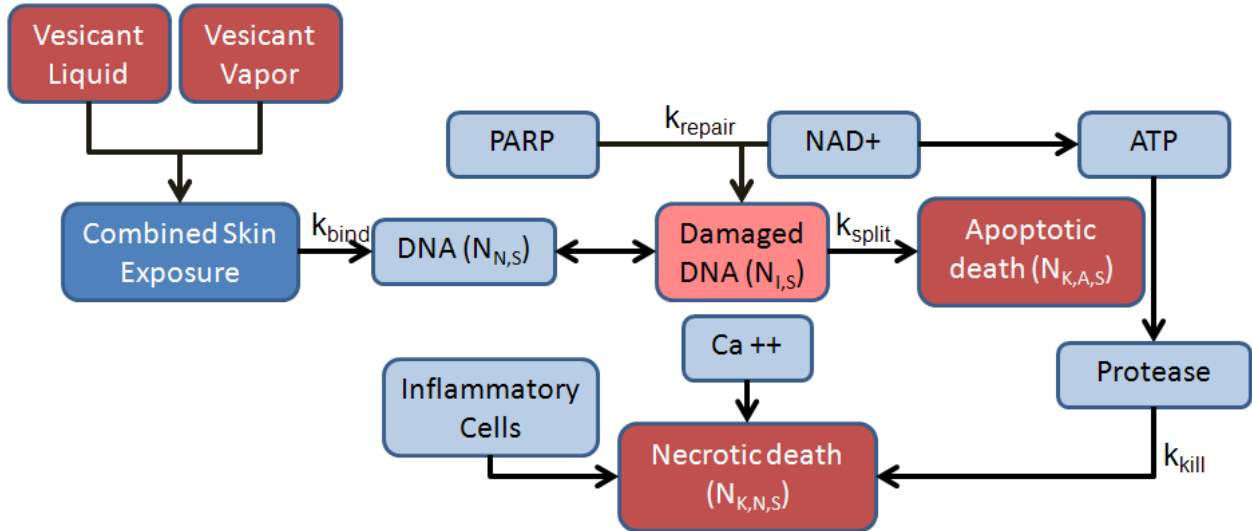 Vesicant
Liquid
Vesicant
Vapor
PARP
k_repair
NAD+
ATP
Combined Skin
Exposure
k_bind
DNA (N_N,S)
Damaged
DNA (N_I,S)
k_split
Apoptotic
death (N_K,A,S)
Ca ++
Inflammatory
Cells
Protease
Necrotic death
(N_K,N,S)
k_kill